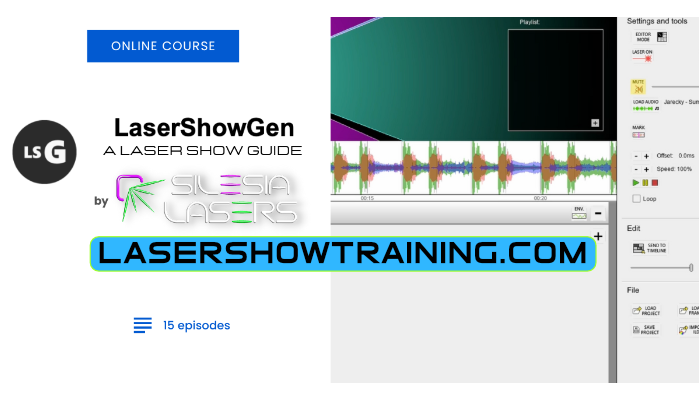 ONLINE COURSE
LS G
LaserShowGen
A LASER SHOW GUIDE
by
SILESIA
LASERS
LASERSHOWTRAINING.COM
15 episodes
Playlist
+
00:15
00:20
ENV.
-
+
Settings and tools
EDITOR
MODE
LASER ON
MUTE
LOAD AUDIO
Jarecky - Sun
MARK
- + Offset: 0.0ms
- + Speed: 100%
Loop
Edit
SEND TO
TIMELINE
File
LOAD
PROJECT
SAVE
PROJECT